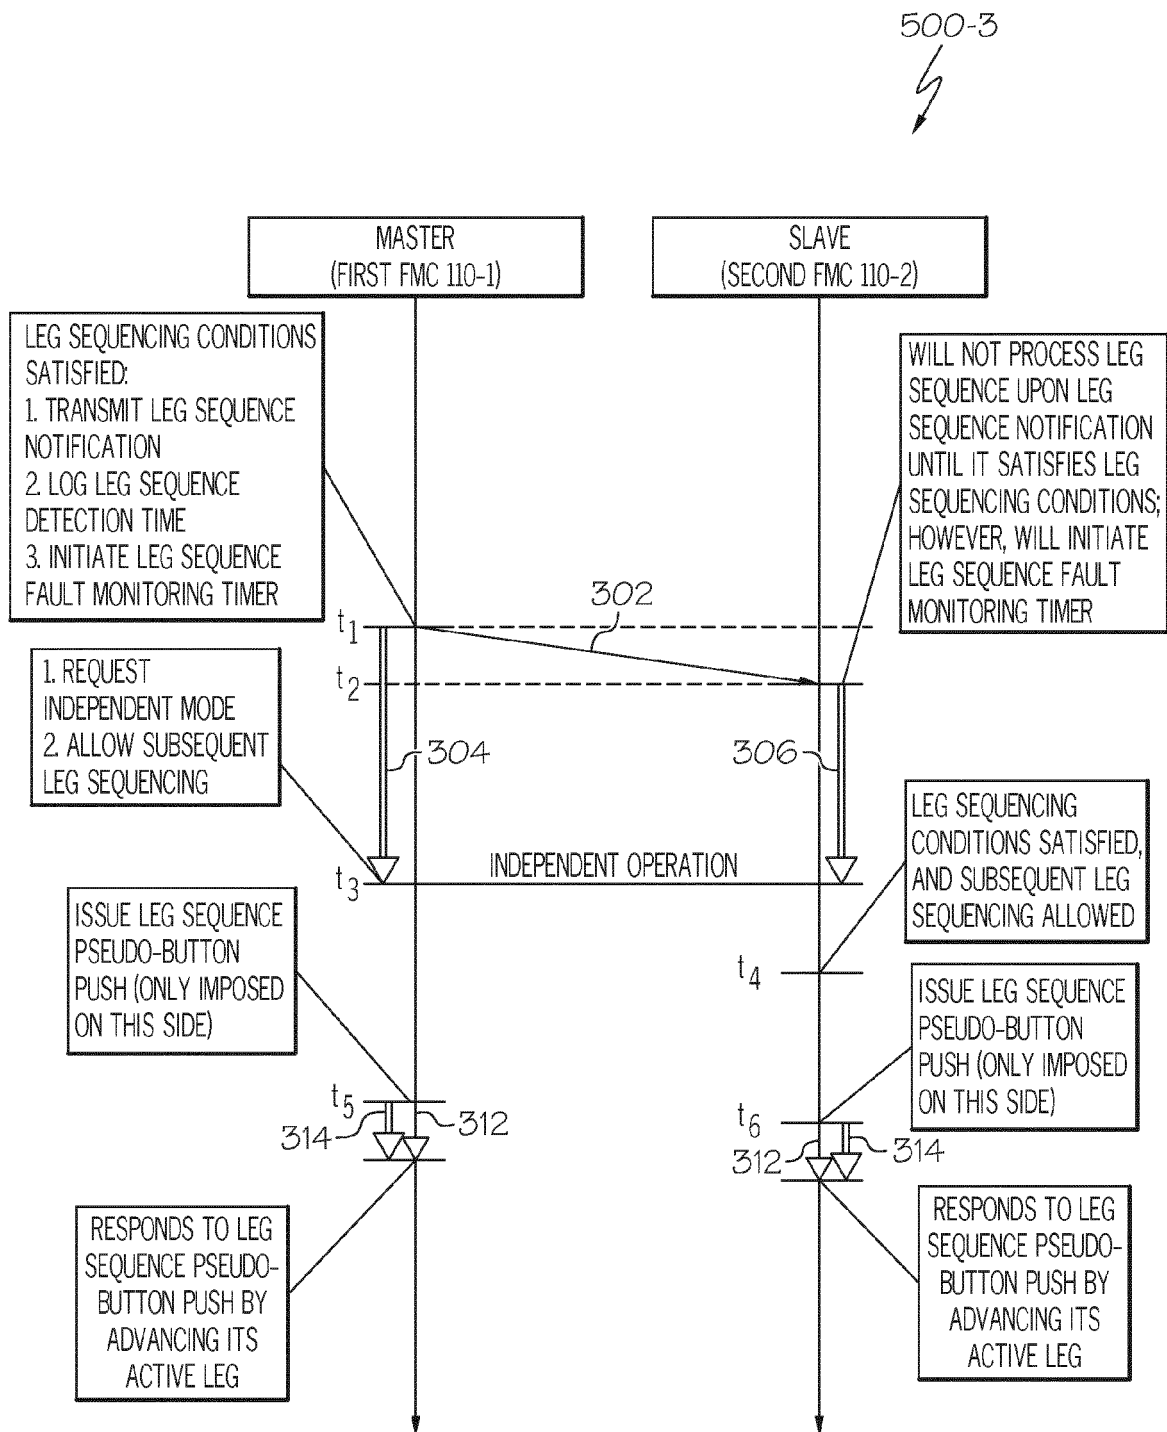 500-3
MASTER
(FIRST FMC 110-1)
SLAVE
(SECOND FMC 110-2)
LEG SEQUENCING CONDITIONS
SATISFIED:
1. TRANSMIT LEG SEQUENCE
NOTIFICATION
2. LOG LEG SEQUENCE
DETECTION TIME
3. INITIATE LEG SEQUENCE
FAULT MONITORING TIMER
WILL NOT PROCESS LEG
SEQUENCE UPON LEG
SEQUENCE NOTIFICATION
UNTIL IT SATISFIES LEG
SEQUENCING CONDITIONS;
HOWEVER, WILL INITIATE
LEG SEQUENCE FAULT
MONITORING TIMER
302
t1
t2
1. REQUEST
INDEPENDENT MODE
2. ALLOW SUBSEQUENT
LEG SEQUENCING
304
306
LEG SEQUENCING
CONDITIONS SATISFIED,
AND SUBSEQUENT LEG
SEQUENCING ALLOWED
INDEPENDENT OPERATION
t3
ISSUE LEG SEQUENCE
PSEUDO-BUTTON
PUSH (ONLY IMPOSED
ON THIS SIDE)
t4
ISSUE LEG SEQUENCE
PSEUDO-BUTTON
PUSH (ONLY IMPOSED
ON THIS SIDE)
t5
314
312
t6
312
314
RESPONDS TO LEG
SEQUENCE PSEUDO-
BUTTON PUSH BY
ADVANCING ITS
ACTIVE LEG
RESPONDS TO LEG
SEQUENCE PSEUDO-
BUTTON PUSH BY
ADVANCING ITS
ACTIVE LEG